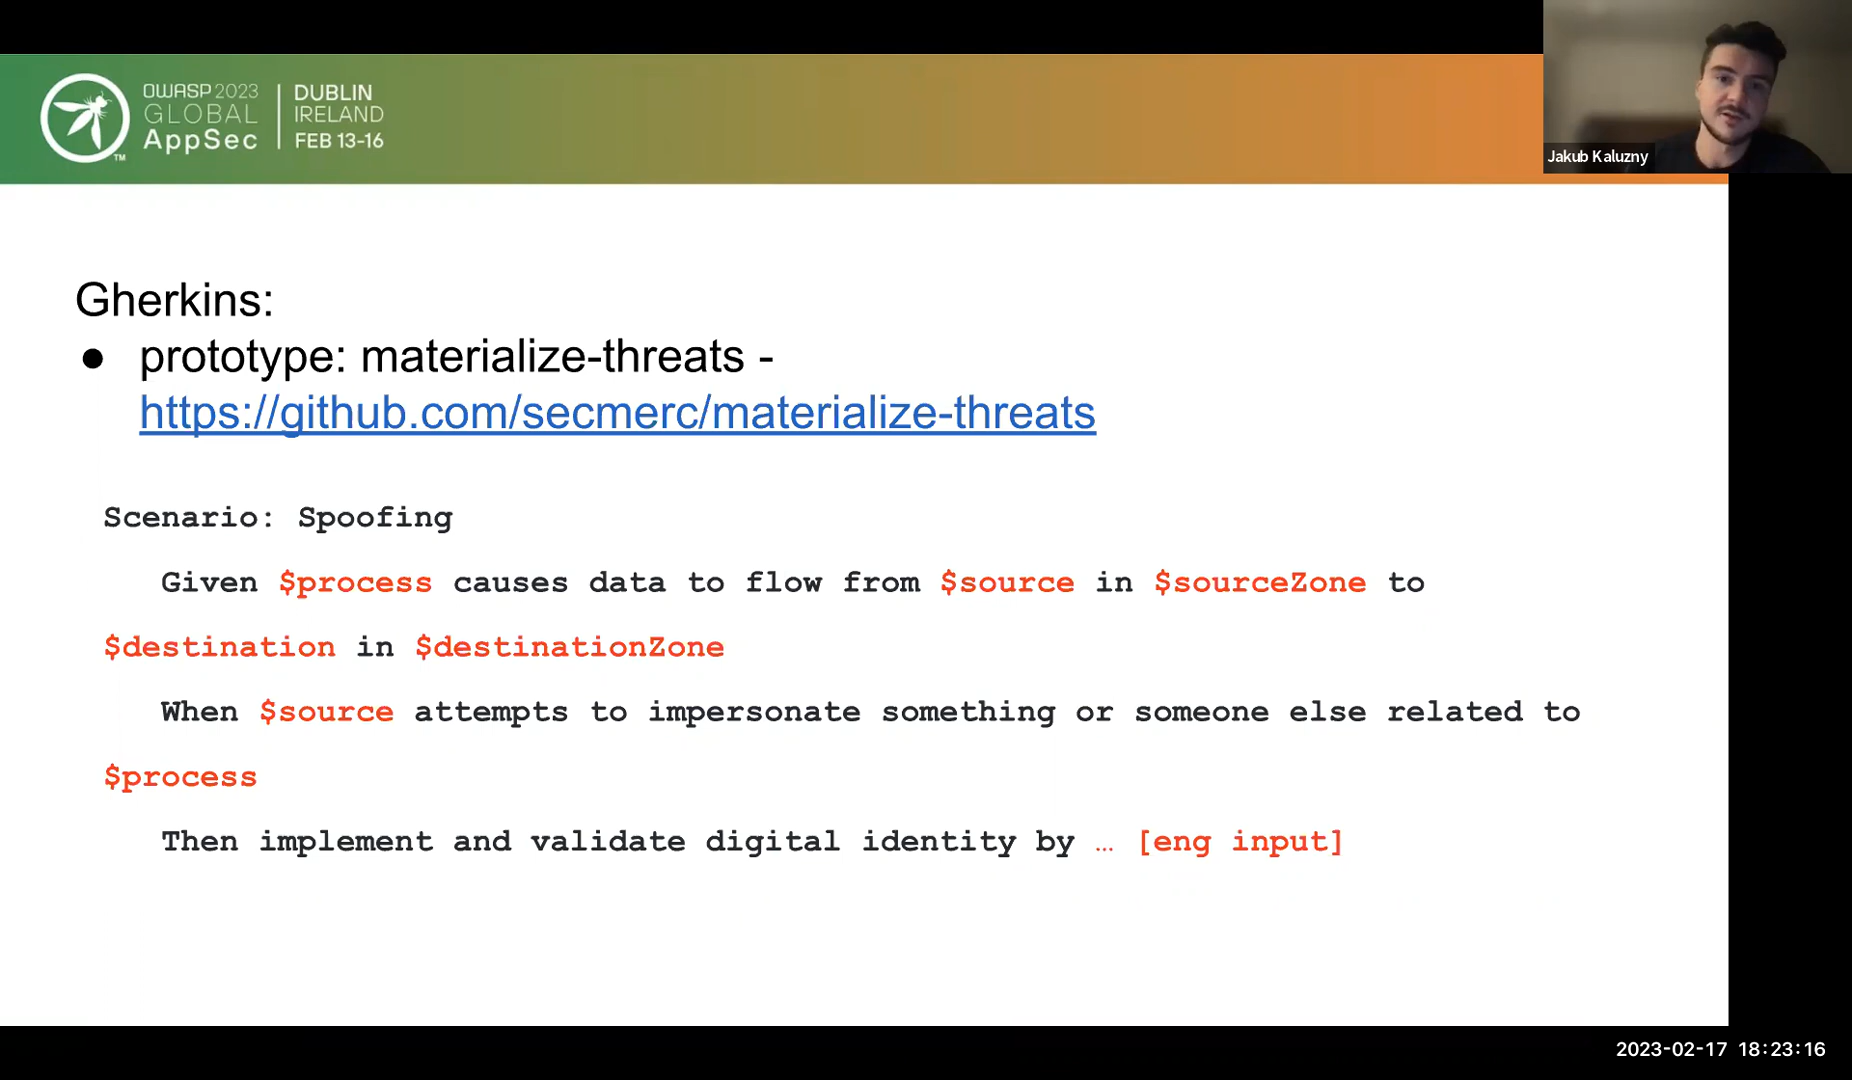 OWASP 2023
GLOBAL
AppSec
TM
DUBLIN
IRELAND
FEB 13-16
Jakub Kaluzny
Gherkins:
● prototype: materialize-threats -
https://github.com/secmerc/materialize-threats
Scenario: Spoofing
Given $process causes data to flow from $source in $sourceZone to
$destination in $destinationZone
When $source attempts to impersonate something or someone else related to
$process
Then implement and validate digital identity by … [eng input]
2023-02-17 18:23:16